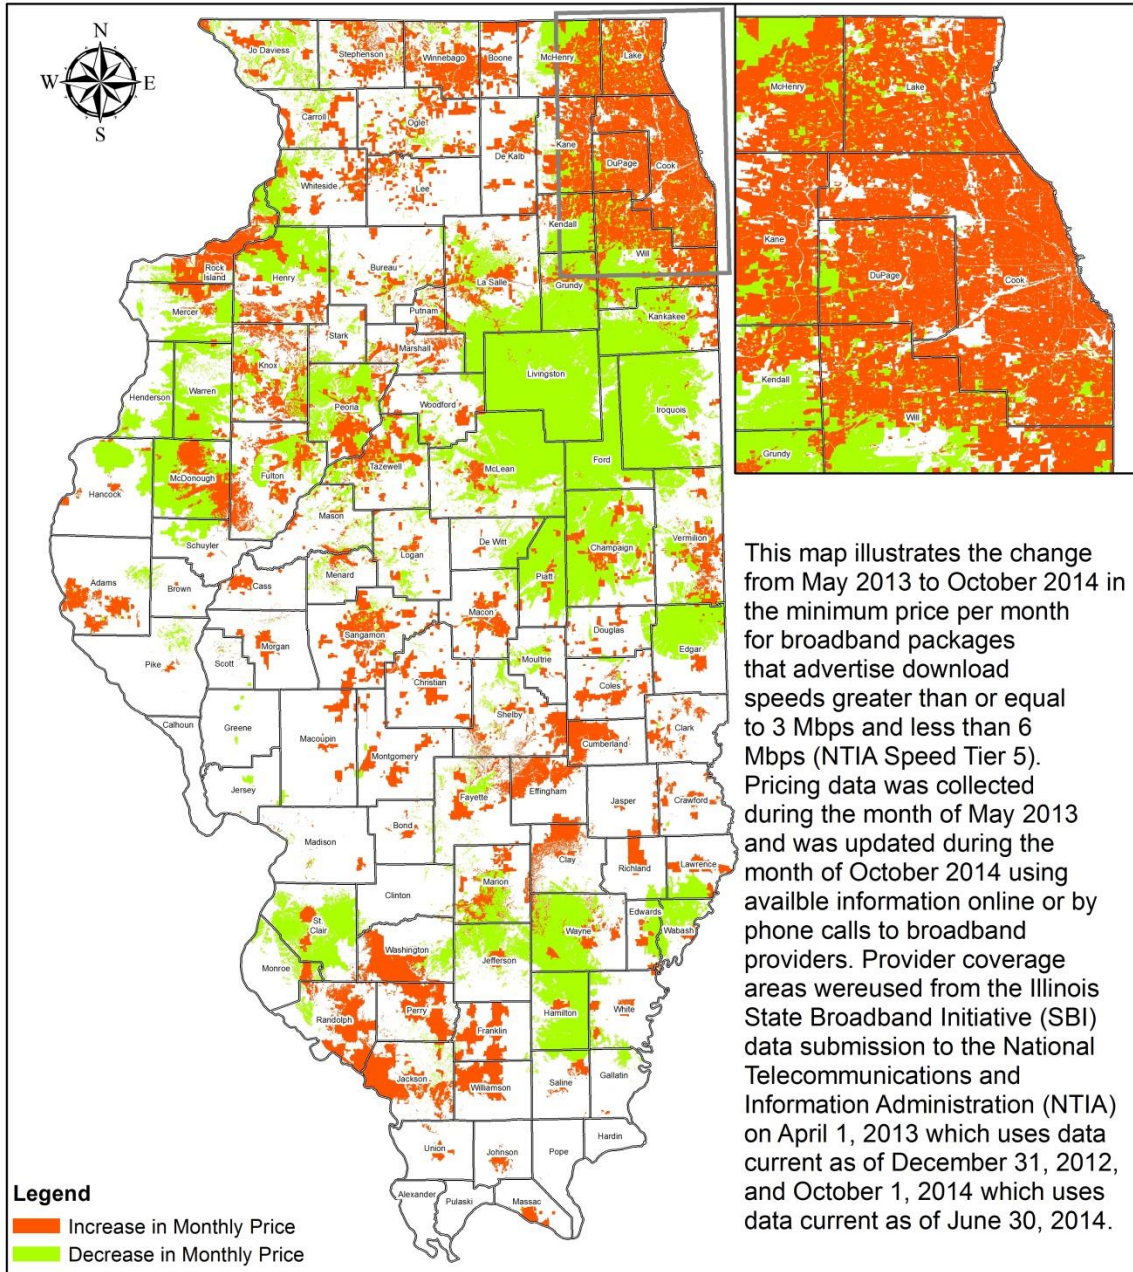 N
W E
S
Jo Daviess
Stephenson
Winnebago
Boone
McHenry
Lake
Carroll
Ogle
De Kalb
Kane
DuPage
Cook
Whiteside
Lee
Kendall
Will
Rock
Island
Henry
Bureau
La Salle
Grundy
Mercer
Putnam
Kankakee
Stark
Marshall
Knox
Livingston
Henderson
Warren
Peoria
Woodford
Iroquois
Ford
McDonough
Fulton
Tazewell
McLean
Hancock
Mason
Schuyler
Logan
De Witt
Champaign
Vermilion
Adams
Brown
Cass
Menard
Piatt
Macon
Sangamon
Douglas
Morgan
Moultrie
Edgar
Pike
Scott
Christian
Coles
Shelby
Greene
Calhoun
Macoupin
Montgomery
Cumberland
Clark
Jersey
Fayette
Effingham
Jasper
Crawford
Bond
Madison
Clay
Richland
Lawrence
Marion
Clinton
St
Clair
Edwards
Wayne
Wabash
Washington
Jefferson
Monroe
Randolph
Perry
Franklin
Hamilton
White
Jackson
Williamson
Saline
Gallatin
Union
Johnson
Pope
Hardin
Alexander
Pulaski
Massac
McHenry
Lake
Kane
DuPage
Cook
Kendall
Will
Grundy
This map illustrates the change
from May 2013 to October 2014 in
the minimum price per month
for broadband packages
that advertise download
speeds greater than or equal
to 3 Mbps and less than 6
Mbps (NTIA Speed Tier 5).
Pricing data was collected
during the month of May 2013
and was updated during the
month of October 2014 using
availble information online or by
phone calls to broadband
providers. Provider coverage
areas wereused from the Illinois
State Broadband Initiative (SBI)
data submission to the National
Telecommunications and
Information Administration (NTIA)
on April 1, 2013 which uses data
current as of December 31, 2012,
and October 1, 2014 which uses
data current as of June 30, 2014.
Legend
Increase in Monthly Price
Decrease in Monthly Price